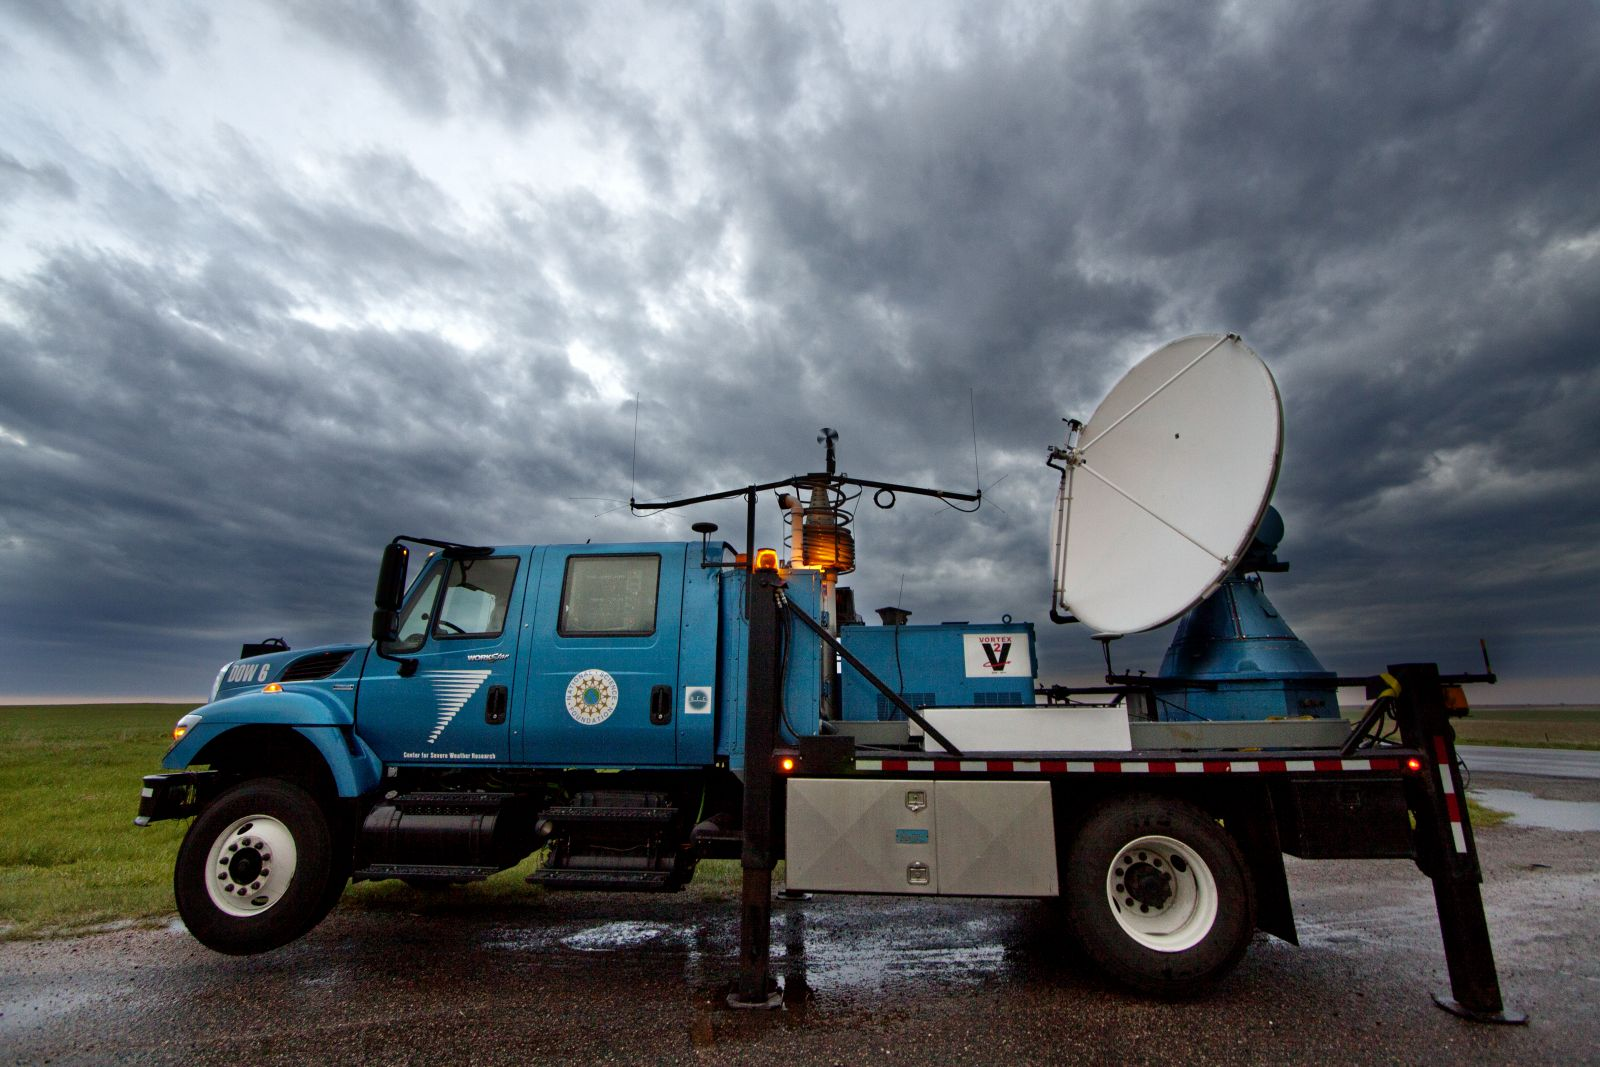 DOW 6
WORKStar
Center for Severe Weather Research
NATIONAL SCIENCE
FOUNDATION
VORTEX
2
V